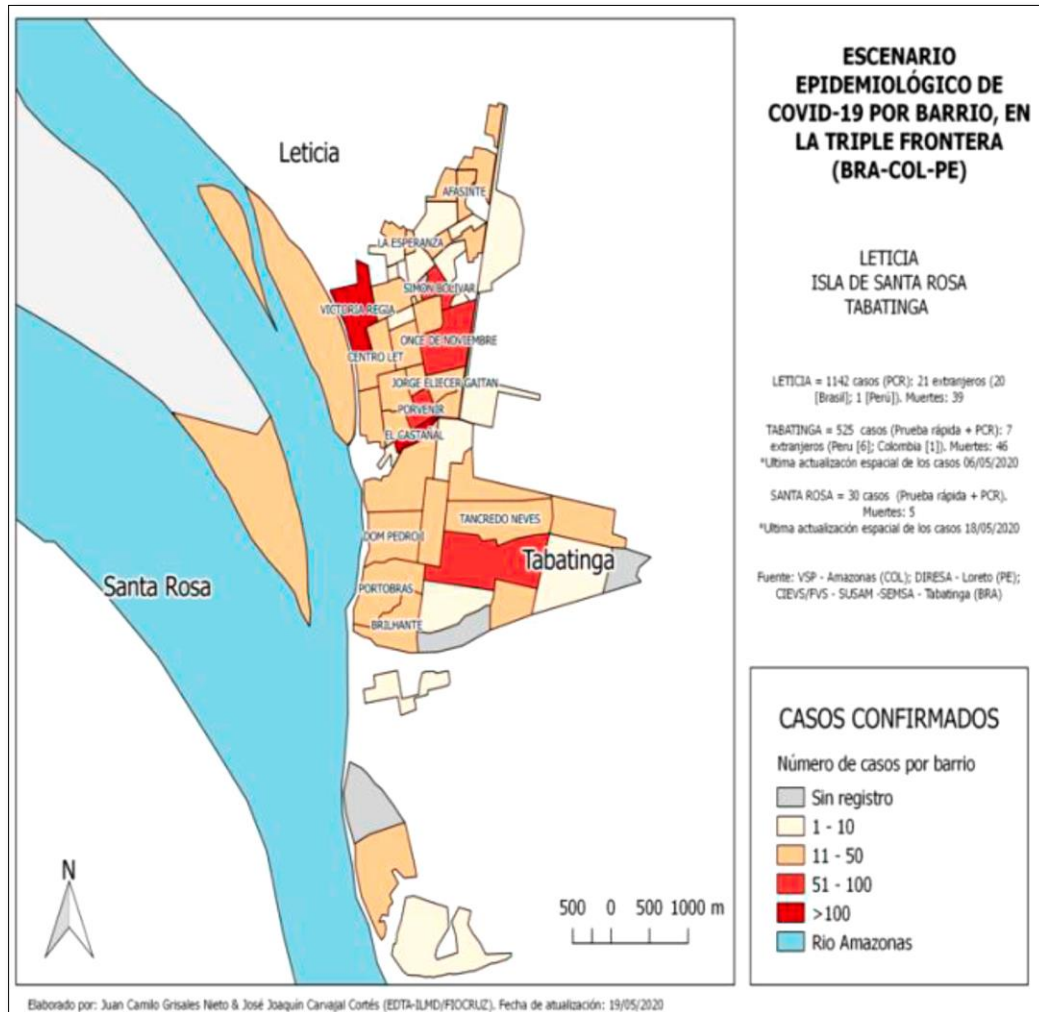 ESCENARIO
EPIDEMIOLÓGICO DE
COVID-19 POR BARRIO, EN
LA TRIPLE FRONTERA
(BRA-COL-PE)
LETICIA
ISLA DE SANTA ROSA
TABATINGA
LETICIA = 1142 casos (PCR): 21 extranjeros (20
[Brasil]; 1 [Perú]). Muertes: 39
TABATINGA = 525 casos (Prueba rápida + PCR): 7
extranjeros (Peru [6]; Colombia [1]). Muertes: 46
*Ultima actualización espacial de los casos 06/05/2020
SANTA ROSA = 30 casos (Prueba rápida + PCR).
Muertes: 5
*Ultima actualización espacial de los casos 18/05/2020
Fuente: VSP - Amazonas (COL); DIRESA - Loreto (PE);
CIEVS/FVS - SUSAM -SEMSA - Tabatinga (BRA)
Leticia
AFASINTE
LA ESPERANZA
SIMON BOLIVAR
VICTORIA REGIA
ONCE DE NOVIEMBRE
CENTRO LET
JORGE ELIECER GAITAN
PORVENIR
EL CASTAÑAL
TANCREDO NEVES
DOM PEDRO I
Tabatinga
Santa Rosa
PORTOBRAS
BRILHANTE
N
500 0 500 1000 m
CASOS CONFIRMADOS
Número de casos por barrio
Sin registro
1 - 10
11 - 50
51 - 100
>100
Rio Amazonas
Elaborado por: Juan Camilo Grisales Nieto & José Joaquín Carvajal Cortés (EDTA-ILMD/FIOCRUZ). Fecha de actualización: 19/05/2020